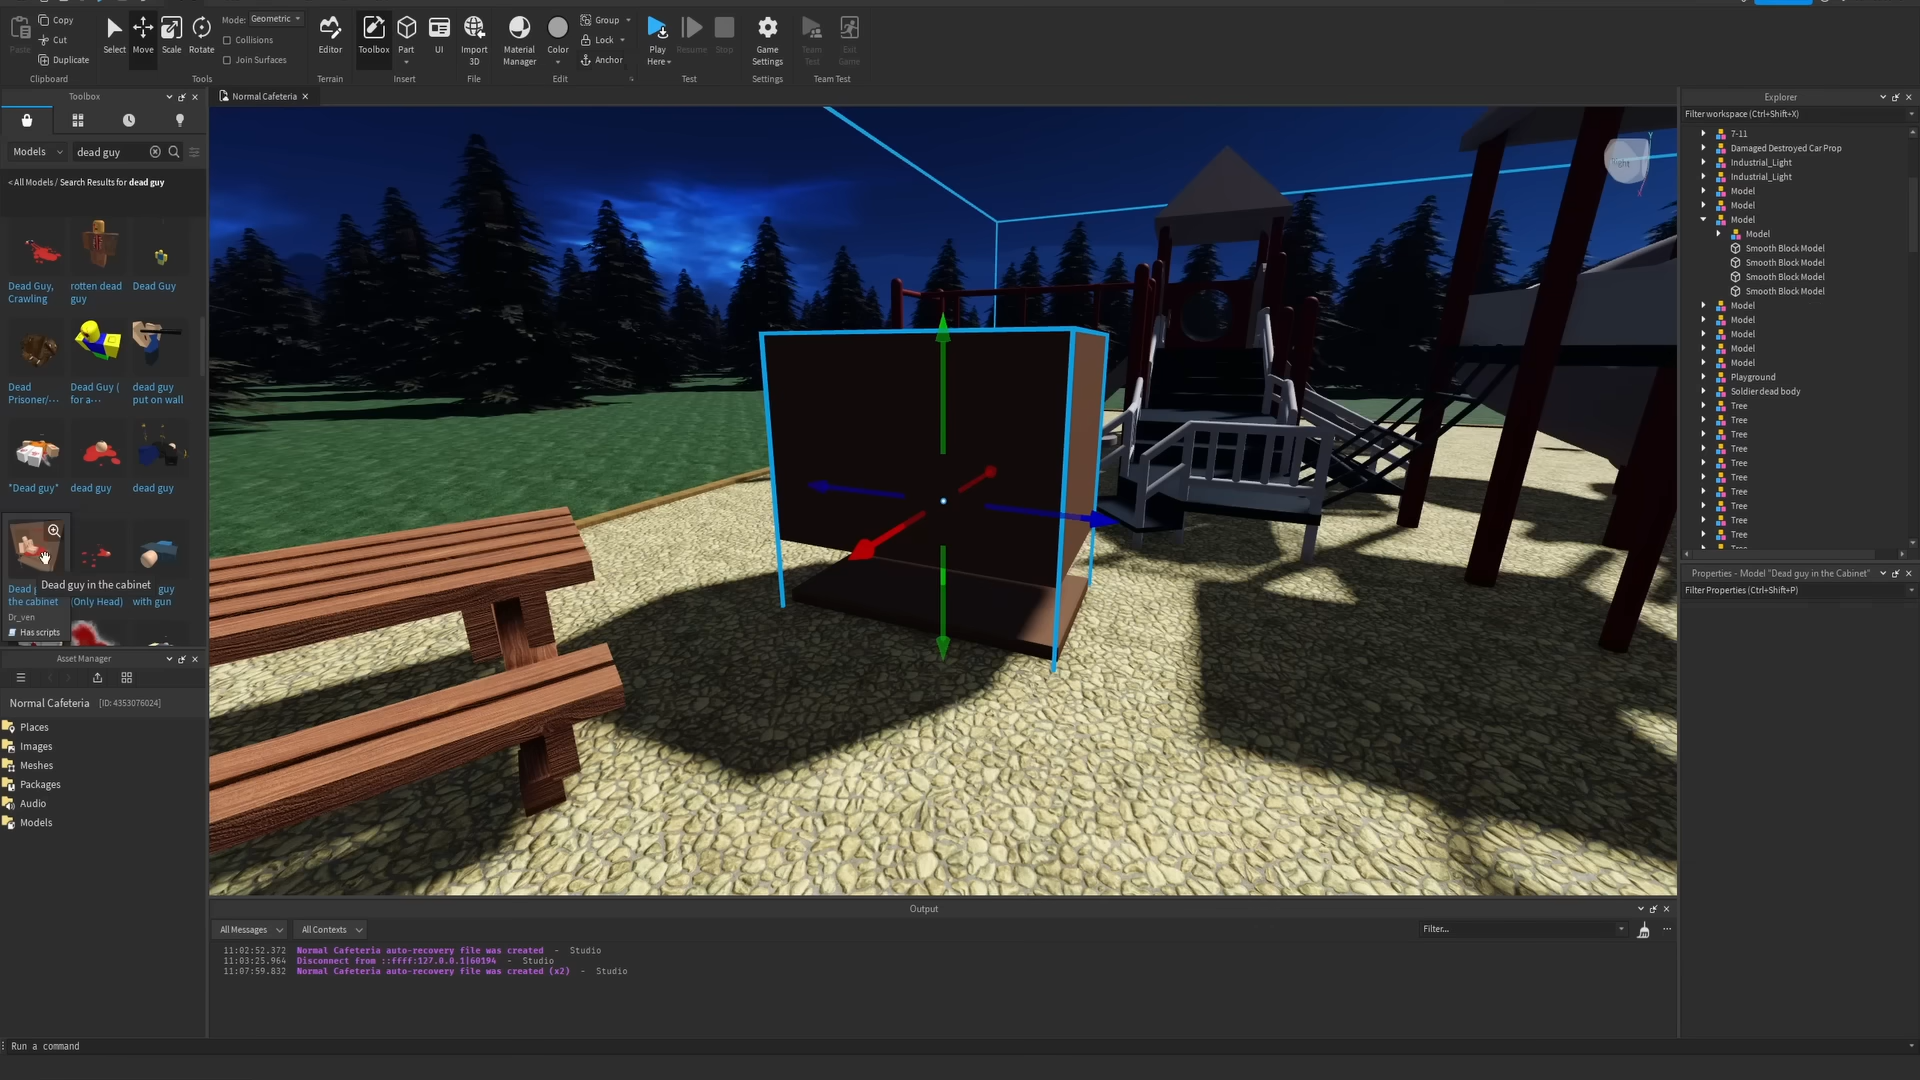 Copy
Cut
Paste
Duplicate
Clipboard
Select
Move
Scale
Rotate
Mode: Geometric
Collisions
Join Surfaces
Tools
Editor
Terrain
Toolbox
Part
UI
Insert
Import
3D
File
Material
Manager
Color
Group
Lock
Anchor
Edit
Play
Here
Resume
Stop
Test
Game
Settings
Settings
Team
Test
Exit
Game
Team Test
Toolbox
Normal Cafeteria
Models
dead guy
< All Models / Search Results for dead guy
Dead Guy,
Crawling
rotten dead
guy
Dead Guy
Dead
Prisoner/...
Dead Guy (
for a...
dead guy
put on wall
*Dead guy*
dead guy
dead guy
Dead guy in the cabinet
Dead
the cabinet
(Only Head)
guy
with gun
Dr_ven
Has scripts
Asset Manager
Normal Cafeteria [ID: 4353076024]
Places
Images
Meshes
Packages
Audio
Models
Right
Explorer
Filter workspace (Ctrl+Shift+X)
7-11
Damaged Destroyed Car Prop
Industrial_Light
Industrial_Light
Model
Model
Model
Model
Smooth Block Model
Smooth Block Model
Smooth Block Model
Smooth Block Model
Model
Model
Model
Model
Model
Playground
Soldier dead body
Tree
Tree
Tree
Tree
Tree
Tree
Tree
Tree
Tree
Tree
Properties - Model "Dead guy in the Cabinet"
Filter Properties (Ctrl+Shift+P)
Output
All Messages
All Contexts
Filter...
11:02:52.372 Normal Cafeteria auto-recovery file was created - Studio
11:03:25.964 Disconnect from ::ffff:127.0.0.1|60194 - Studio
11:07:59.832 Normal Cafeteria auto-recovery file was created (x2) - Studio
Run a command